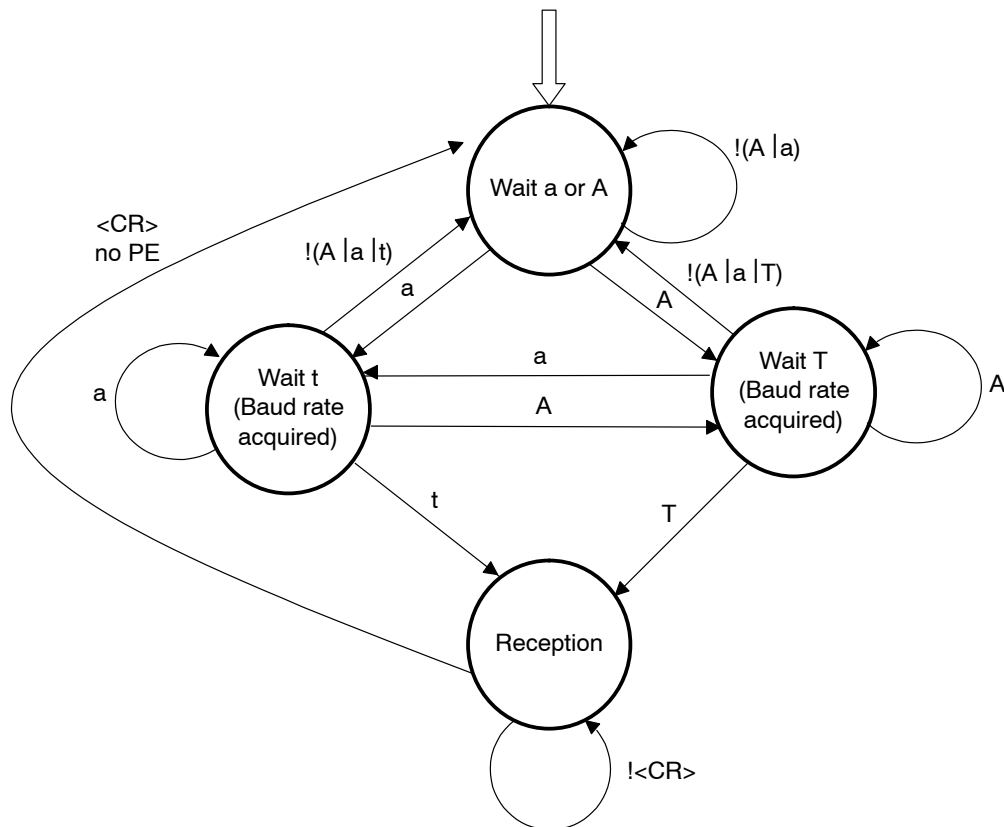 !(A | a)
Wait a or A
<CR>
no PE
!(A | a | t)
!(A | a | T)
a
A
Wait t
(Baud rate
acquired)
a
Wait T
(Baud rate
acquired)
a
A
A
t
T
Reception
!<CR>